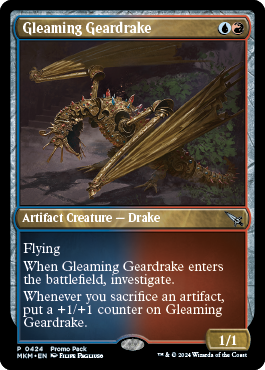 Gleaming Geardrake
Artifact Creature — Drake
Flying
When Gleaming Geardrake enters
the battlefield, investigate.
Whenever you sacrifice an artifact,
put a +1/+1 counter on Gleaming
Geardrake.
1/1
P 0424 Promo Pack
MKM • EN Filipe Pagliuso
™ & © 2024 Wizards of the Coast